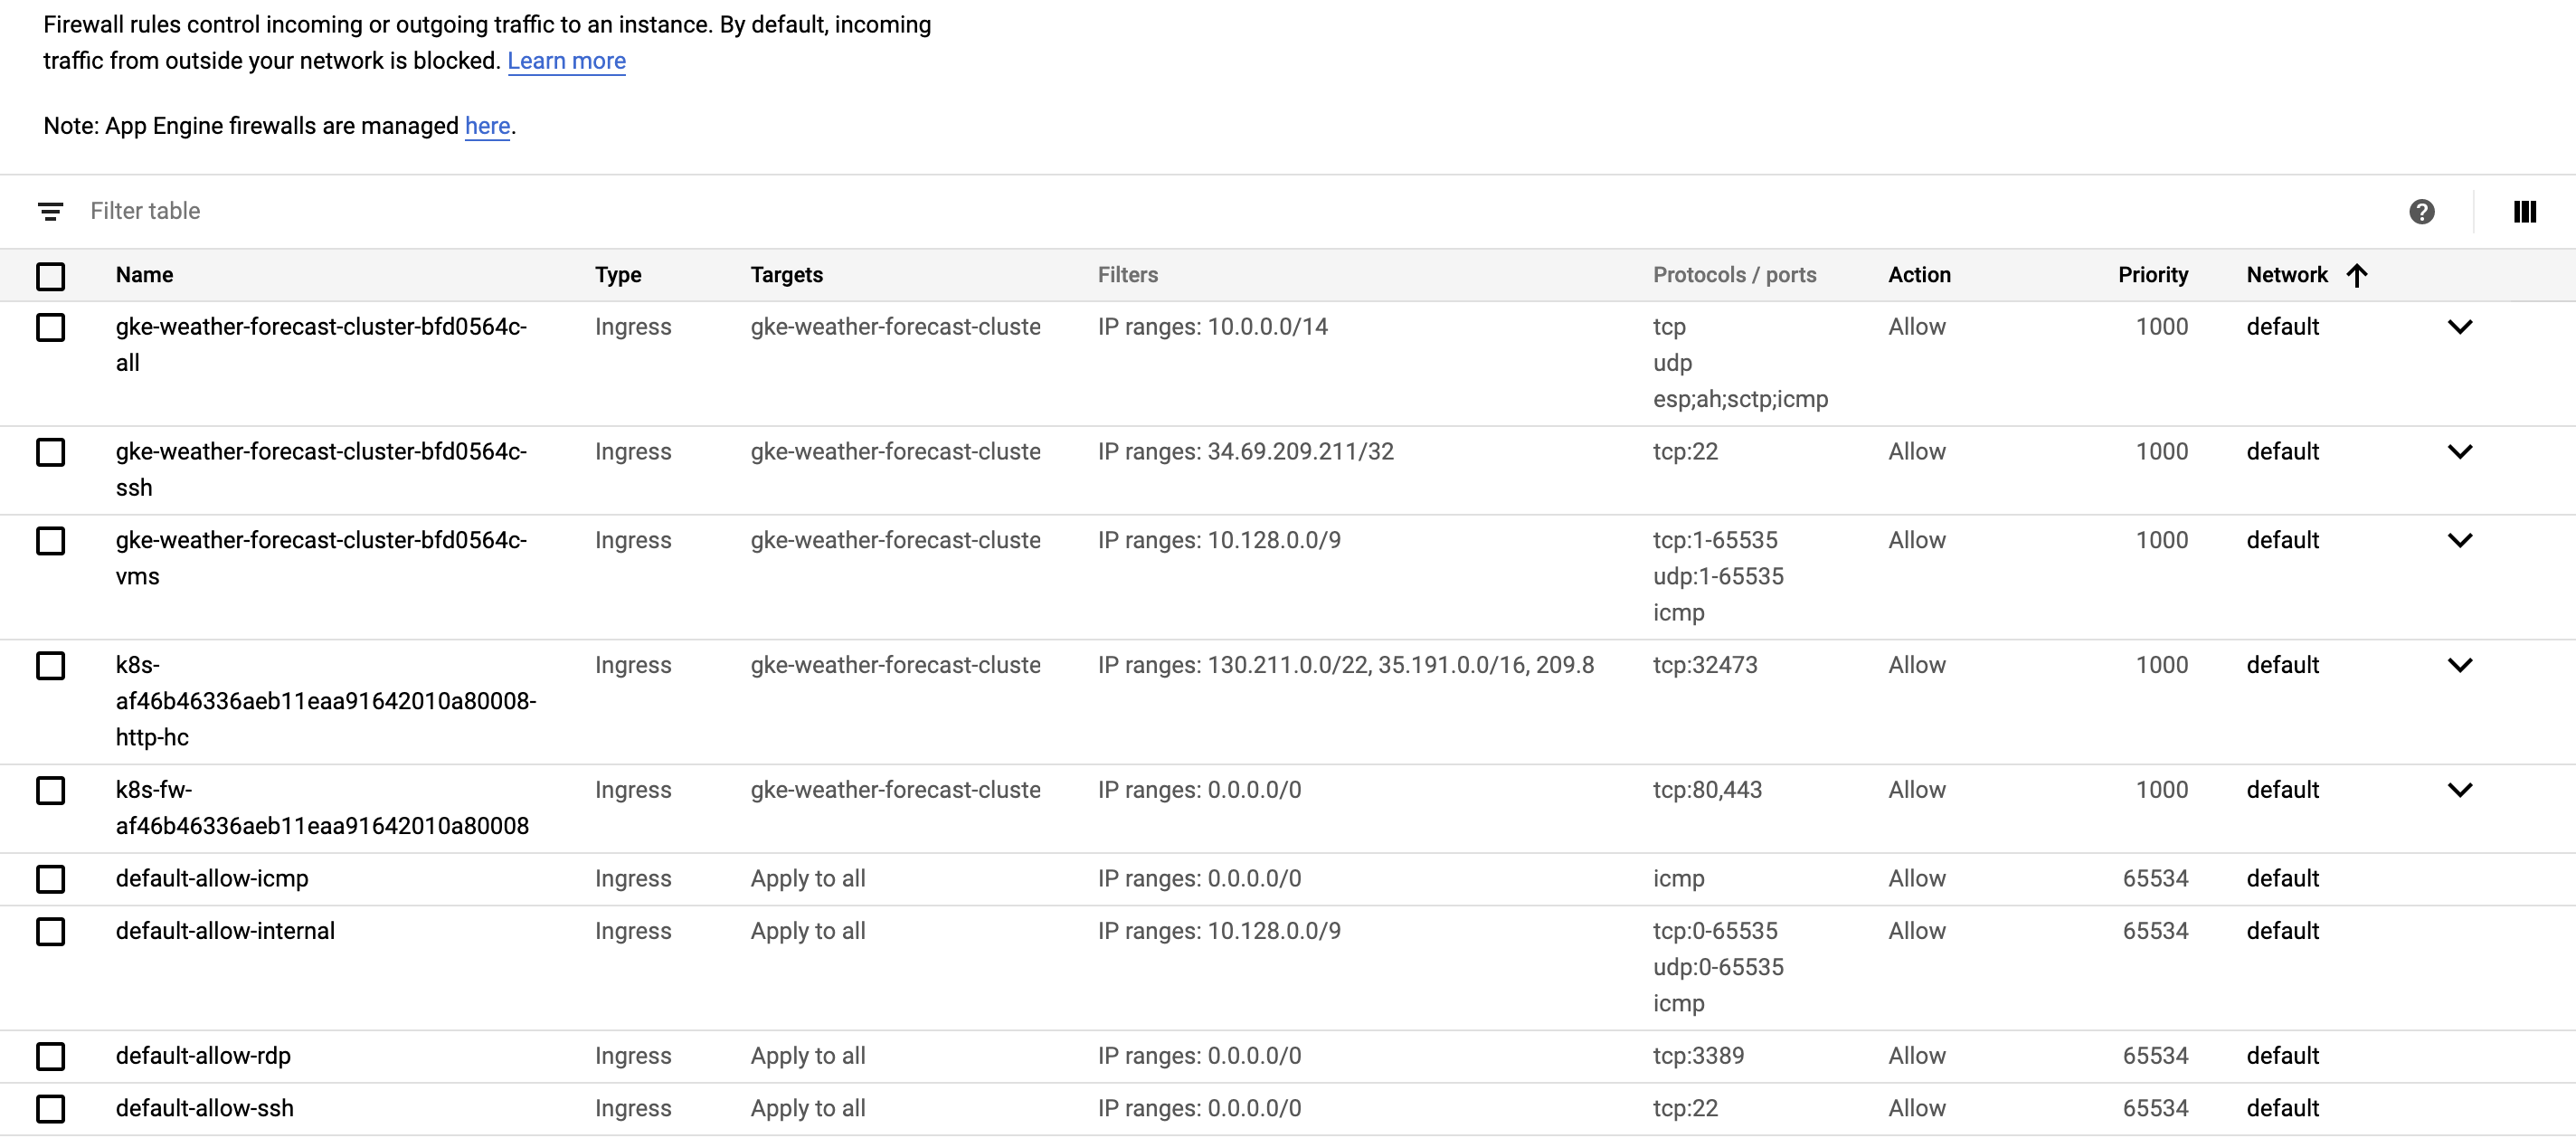 Firewall rules control incoming or outgoing traffic to an instance. By default, incoming
traffic from outside your network is blocked. Learn more
Note: App Engine firewalls are managed here.
Filter table
Name Type Targets Filters Protocols / ports Action Priority Network
gke-weather-forecast-cluster-bfd0564c- Ingress gke-weather-forecast-cluste IP ranges: 10.0.0.0/14 tcp Allow 1000 default
all udp
esp;ah;sctp;icmp
gke-weather-forecast-cluster-bfd0564c- Ingress gke-weather-forecast-cluste IP ranges: 34.69.209.211/32 tcp:22 Allow 1000 default
ssh
gke-weather-forecast-cluster-bfd0564c- Ingress gke-weather-forecast-cluste IP ranges: 10.128.0.0/9 tcp:1-65535 Allow 1000 default
vms udp:1-65535
icmp
k8s- Ingress gke-weather-forecast-cluste IP ranges: 130.211.0.0/22, 35.191.0.0/16, 209.8 tcp:32473 Allow 1000 default
af46b46336aeb11eaa91642010a80008-
http-hc
k8s-fw- Ingress gke-weather-forecast-cluste IP ranges: 0.0.0.0/0 tcp:80,443 Allow 1000 default
af46b46336aeb11eaa91642010a80008
default-allow-icmp Ingress Apply to all IP ranges: 0.0.0.0/0 icmp Allow 65534 default
default-allow-internal Ingress Apply to all IP ranges: 10.128.0.0/9 tcp:0-65535 Allow 65534 default
udp:0-65535
icmp
default-allow-rdp Ingress Apply to all IP ranges: 0.0.0.0/0 tcp:3389 Allow 65534 default
default-allow-ssh Ingress Apply to all IP ranges: 0.0.0.0/0 tcp:22 Allow 65534 default